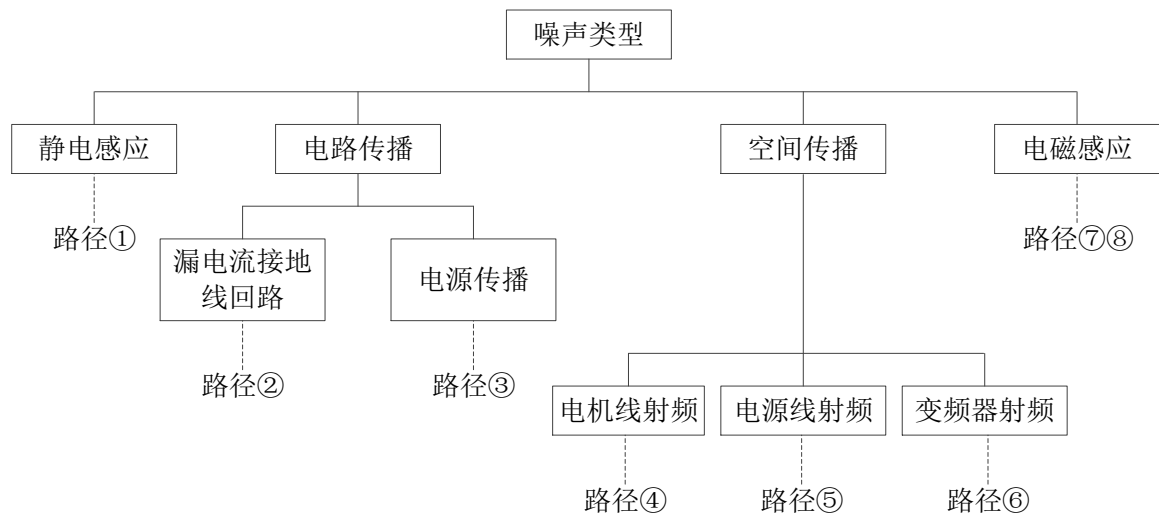 噪声类型
静电感应
电路传播
空间传播
电磁感应
路径①
漏电流接地
线回路
电源传播
路径⑦⑧
路径②
路径③
电机线射频
电源线射频
变频器射频
路径④
路径⑤
路径⑥